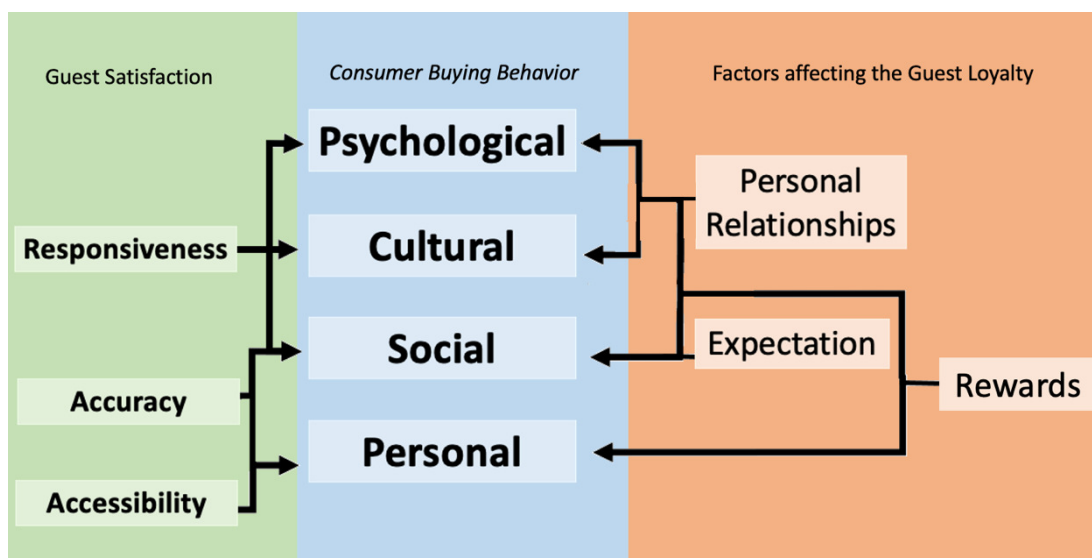 Guest Satisfaction
Consumer Buying Behavior
Factors affecting the Guest Loyalty
Psychological
Cultural
Social
Personal
Responsiveness
Accuracy
Accessibility
Personal
Relationships
Expectation
Rewards